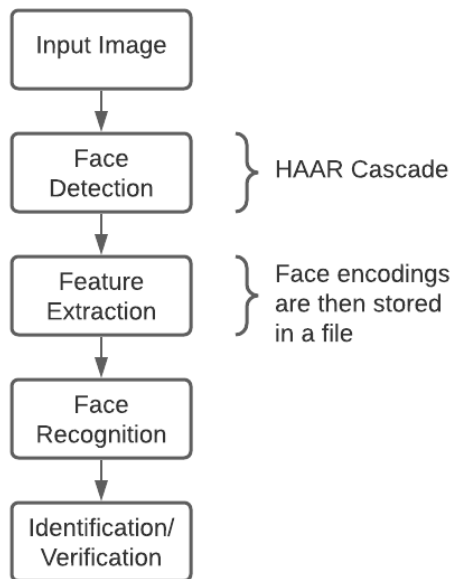 Input Image
Face
Detection
HAAR Cascade
Feature
Extraction
Face encodings
are then stored
in a file
Face
Recognition
Identification/
Verification